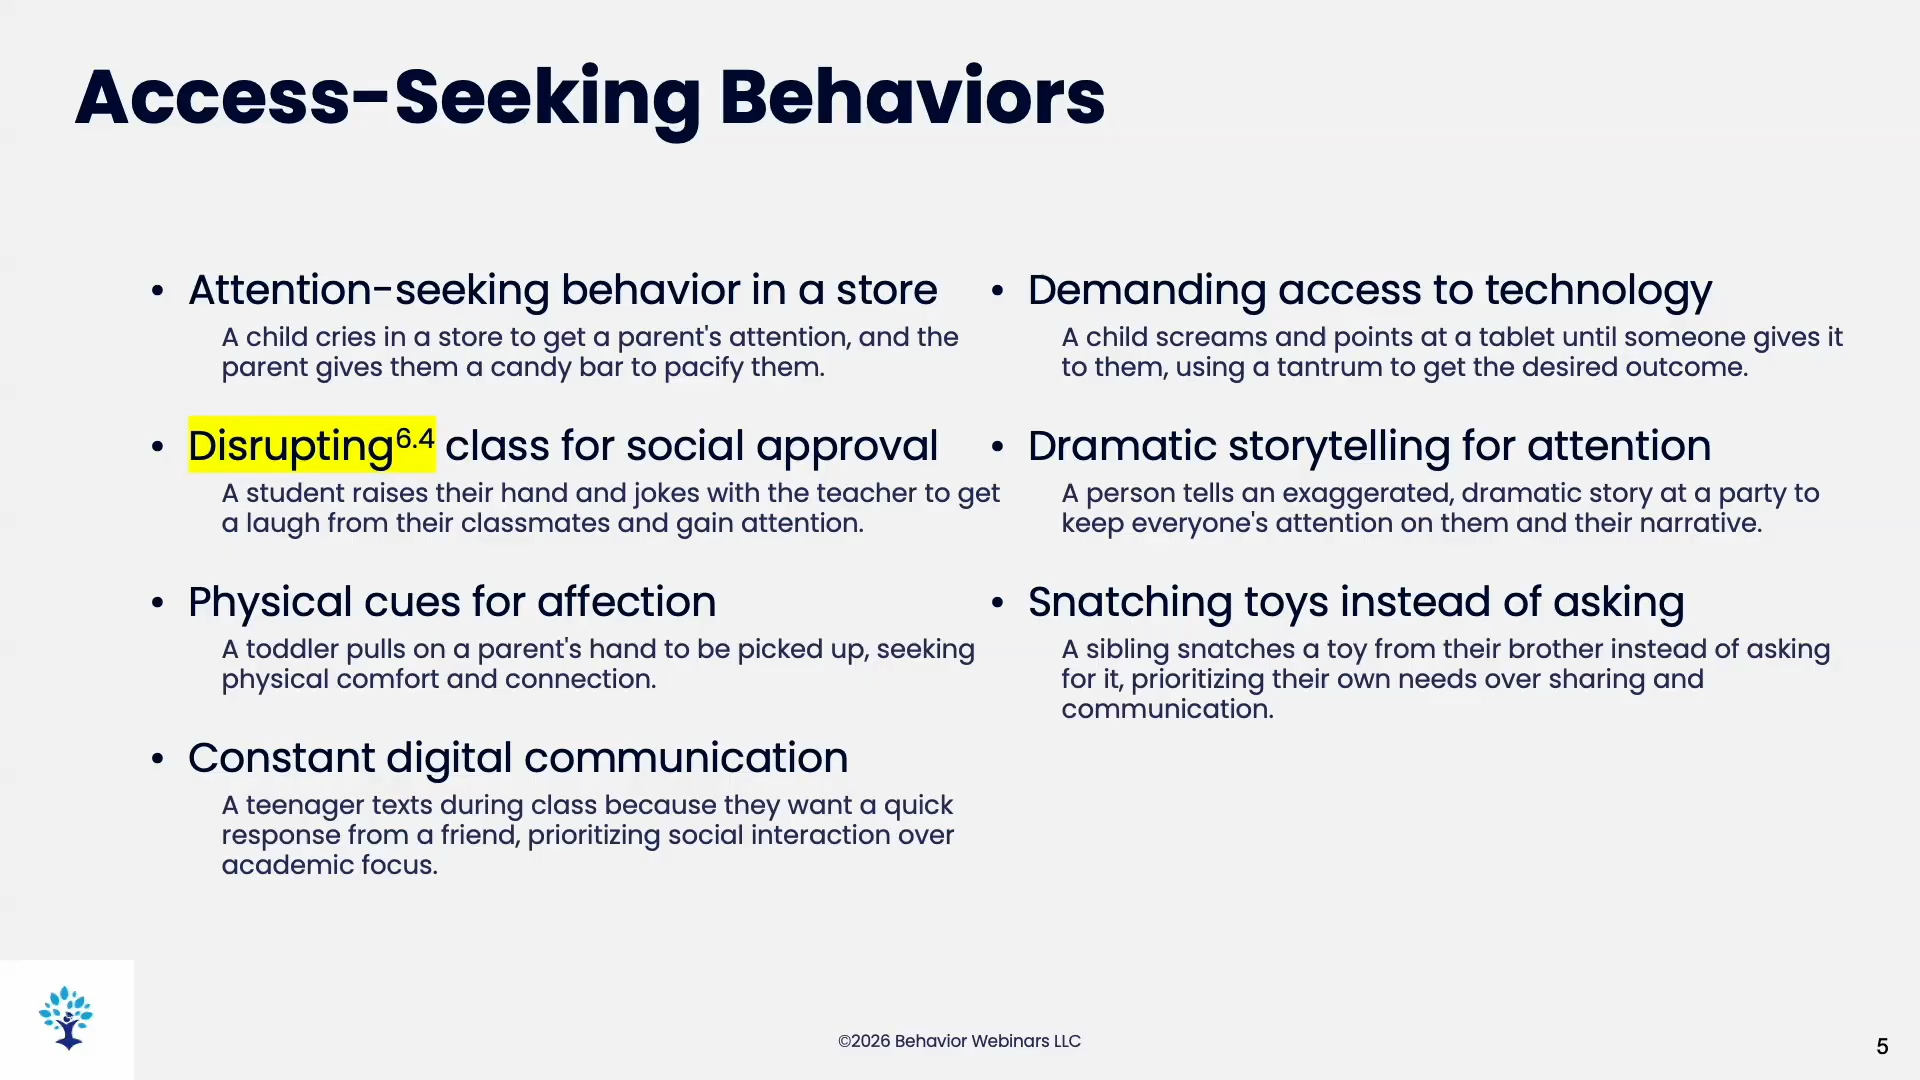 Access-Seeking Behaviors
• Attention-seeking behavior in a store
A child cries in a store to get a parent's attention, and the
parent gives them a candy bar to pacify them.
• Disrupting6.4 class for social approval
A student raises their hand and jokes with the teacher to get
a laugh from their classmates and gain attention.
• Physical cues for affection
A toddler pulls on a parent's hand to be picked up, seeking
physical comfort and connection.
• Constant digital communication
A teenager texts during class because they want a quick
response from a friend, prioritizing social interaction over
academic focus.
• Demanding access to technology
A child screams and points at a tablet until someone gives it
to them, using a tantrum to get the desired outcome.
• Dramatic storytelling for attention
A person tells an exaggerated, dramatic story at a party to
keep everyone's attention on them and their narrative.
• Snatching toys instead of asking
A sibling snatches a toy from their brother instead of asking
for it, prioritizing their own needs over sharing and
communication.
©2026 Behavior Webinars LLC
5